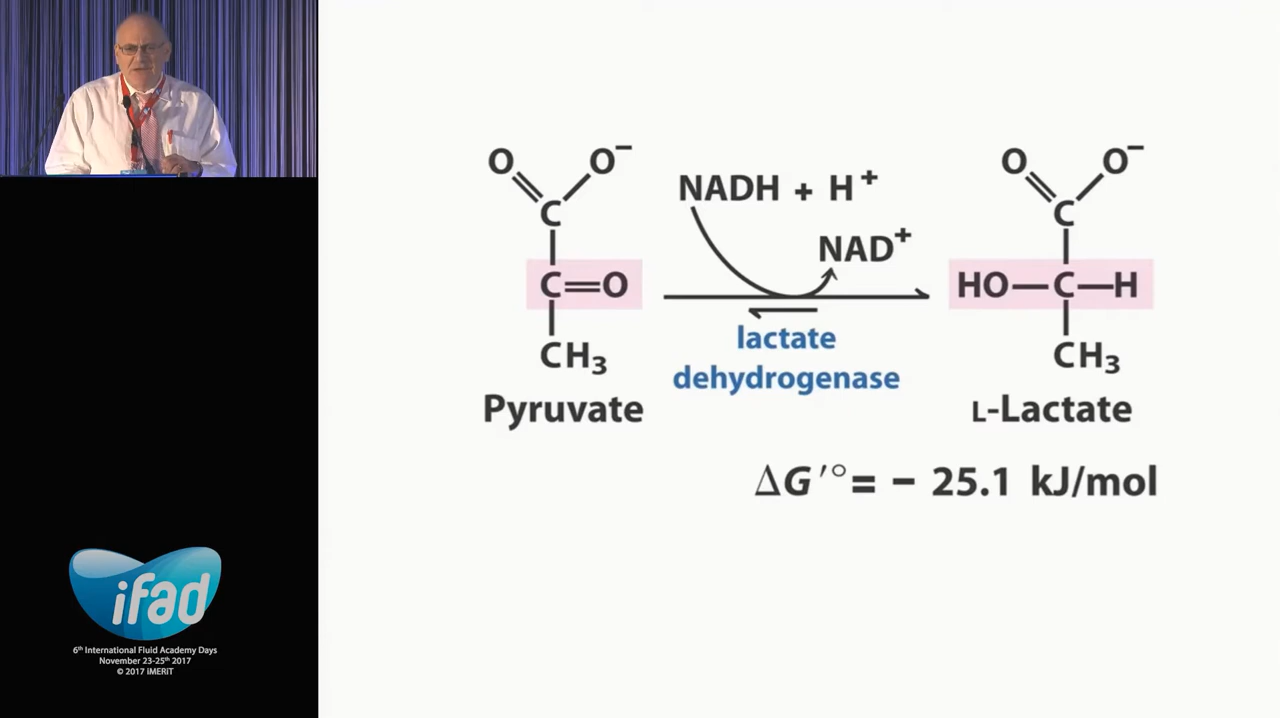 O O⁻
C
C=O
CH₃
Pyruvate
NADH + H⁺
NAD⁺
lactate
dehydrogenase
O O⁻
C
HO—C—H
CH₃
L-Lactate
ΔG′° = − 25.1 kJ/mol
ifad
6th International Fluid Academy Days
November 23-25th 2017
© 2017 iMERiT